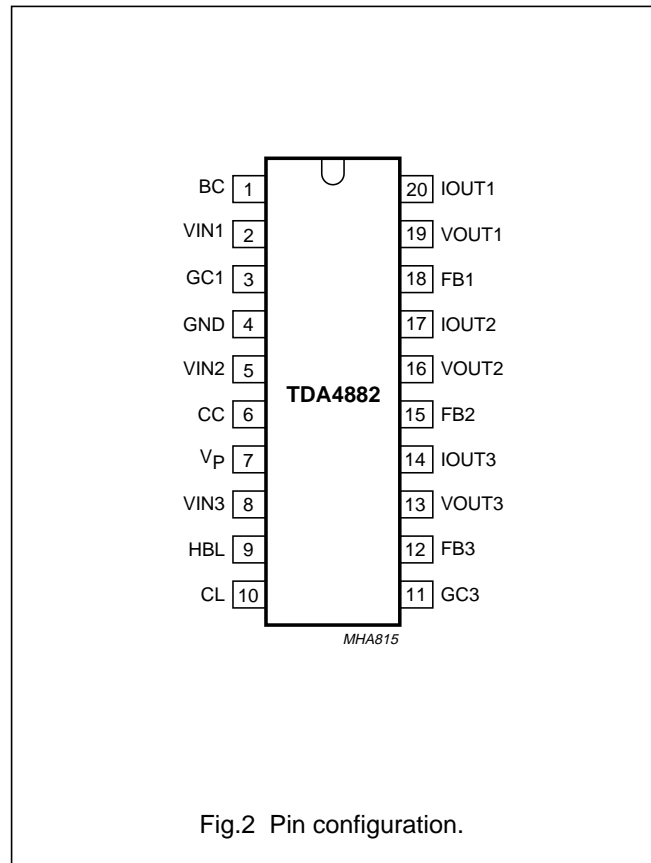 BC 1 20 IOUT1
VIN1 2 19 VOUT1
GC1 3 18 FB1
GND 4 17 IOUT2
VIN2 5 16 VOUT2
TDA4882
CC 6 15 FB2
VP 7 14 IOUT3
VIN3 8 13 VOUT3
HBL 9 12 FB3
CL 10 11 GC3
MHA815
Fig.2 Pin configuration.